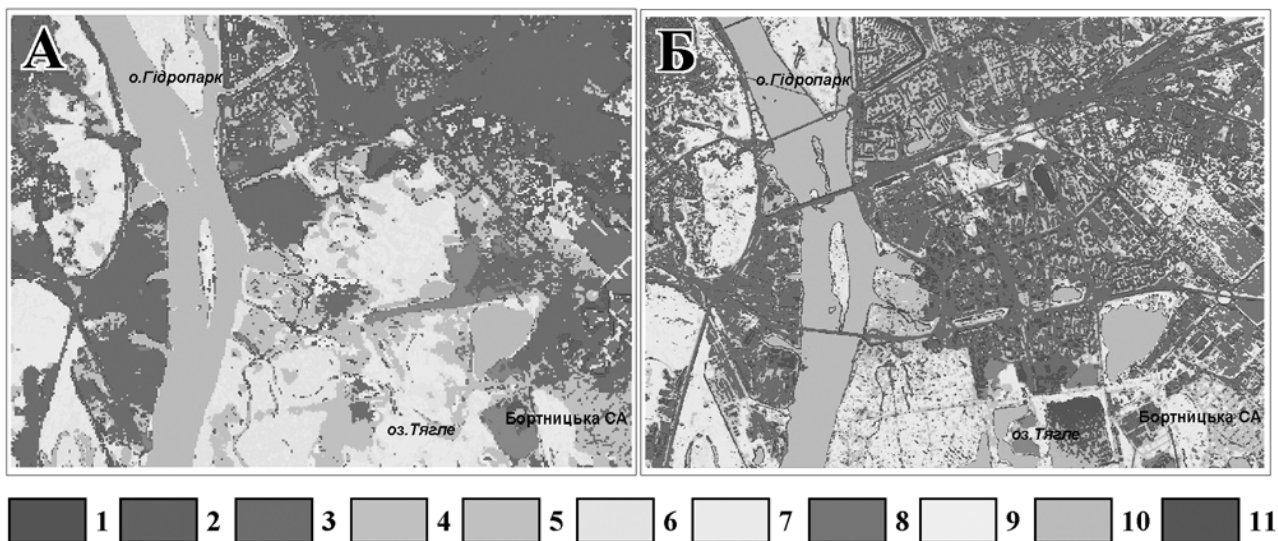 А
о.Гідропарк
оз.Тягле
Бортницька СА
Б
о.Гідропарк
оз.Тягле
Бортницька СА
1 2 3 4 5 6 7 8 9 10 11